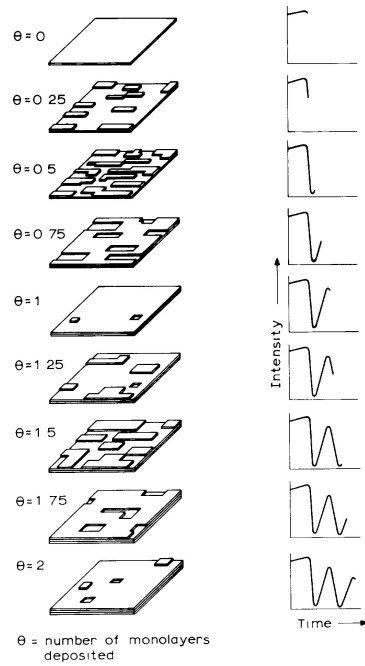 θ = 0
θ = 0 25
θ = 0 5
θ = 0 75
θ = 1
θ = 1 25
θ = 1 5
θ = 1 75
θ = 2
θ = number of monolayers
deposited
Intensity
Time